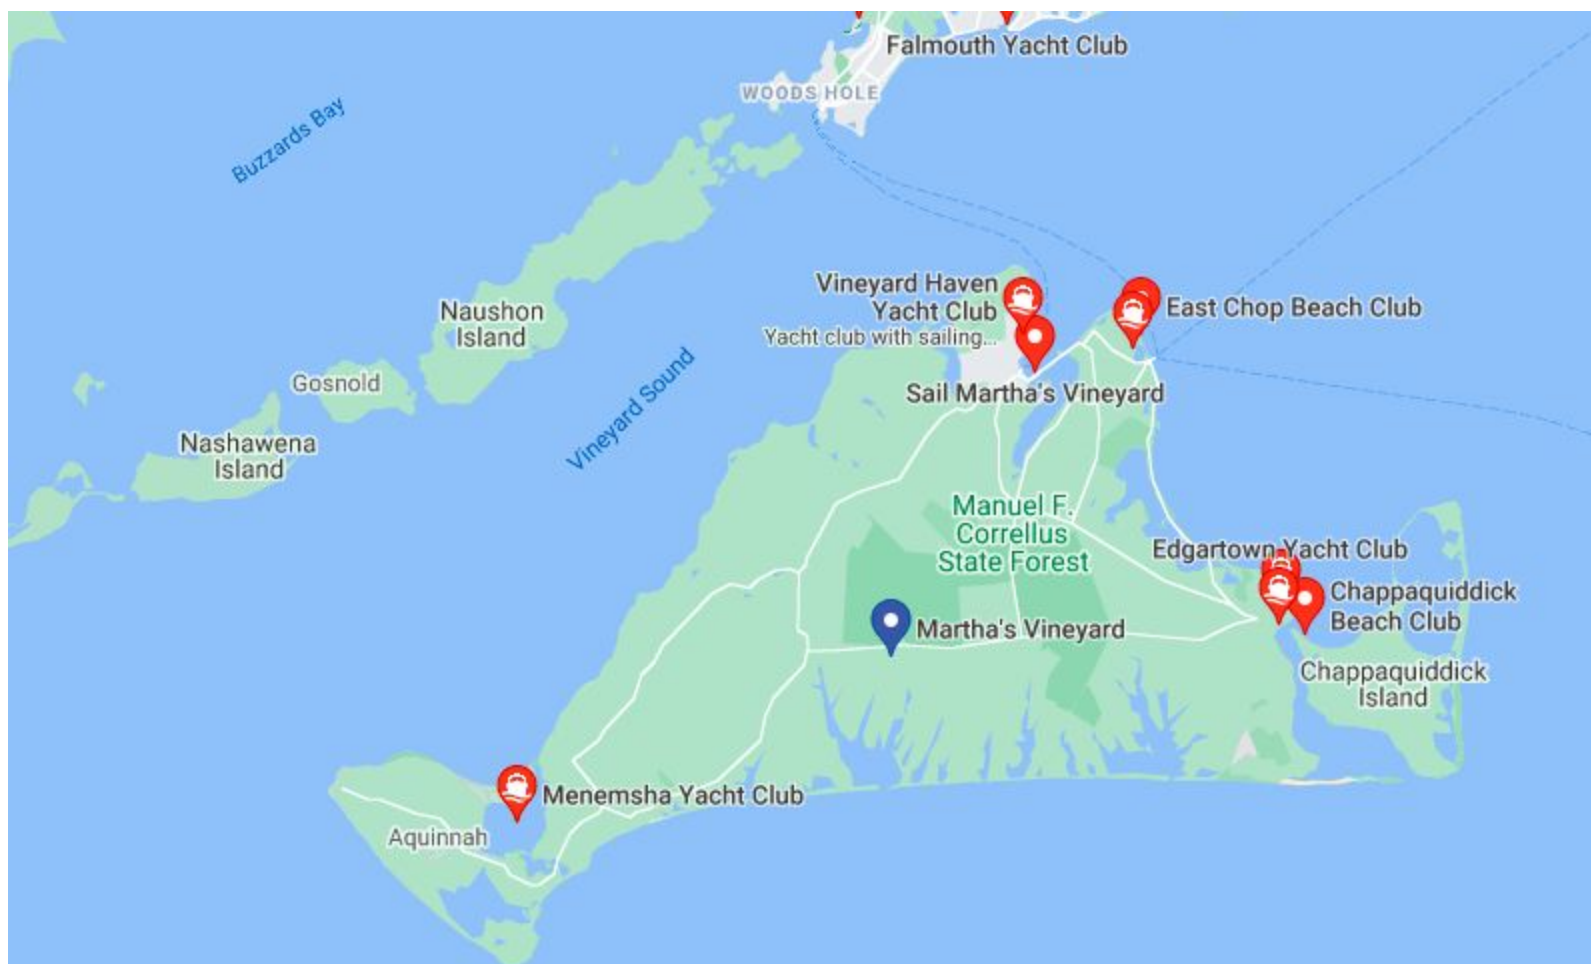 Falmouth Yacht Club
WOODS HOLE
Buzzards Bay
Vineyard Haven
Yacht Club
Yacht club with sailing...
East Chop Beach Club
Naushon
Island
Gosnold
Vineyard Sound
Sail Martha's Vineyard
Nashawena
Island
Manuel F.
Correllus
State Forest
Edgartown Yacht Club
Chappaquiddick
Beach Club
Martha's Vineyard
Chappaquiddick
Island
Menemsha Yacht Club
Aquinnah